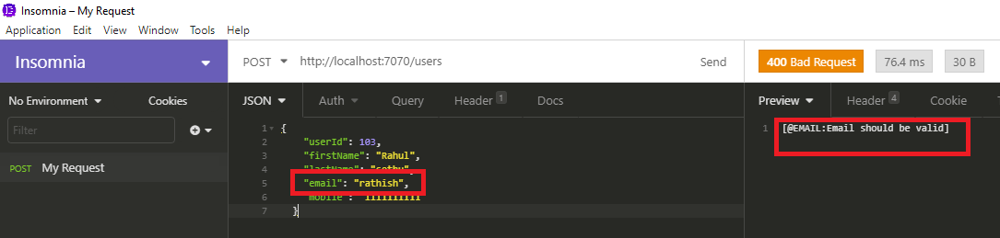 Insomnia – My Request
Application Edit View Window Tools Help
Insomnia
POST http://localhost:7070/users Send
400 Bad Request 76.4 ms 30 B
No Environment Cookies
JSON Auth Query Header 1 Docs
Preview Header 4 Cookie
Filter
POST My Request
1 {
2 "userId": 103,
3 "firstName": "Rahul",
4 "lastName": "sethu",
5 "email": "rathish",
6 "mobile": "1111111111"
7 }
1 [@EMAIL:Email should be valid]